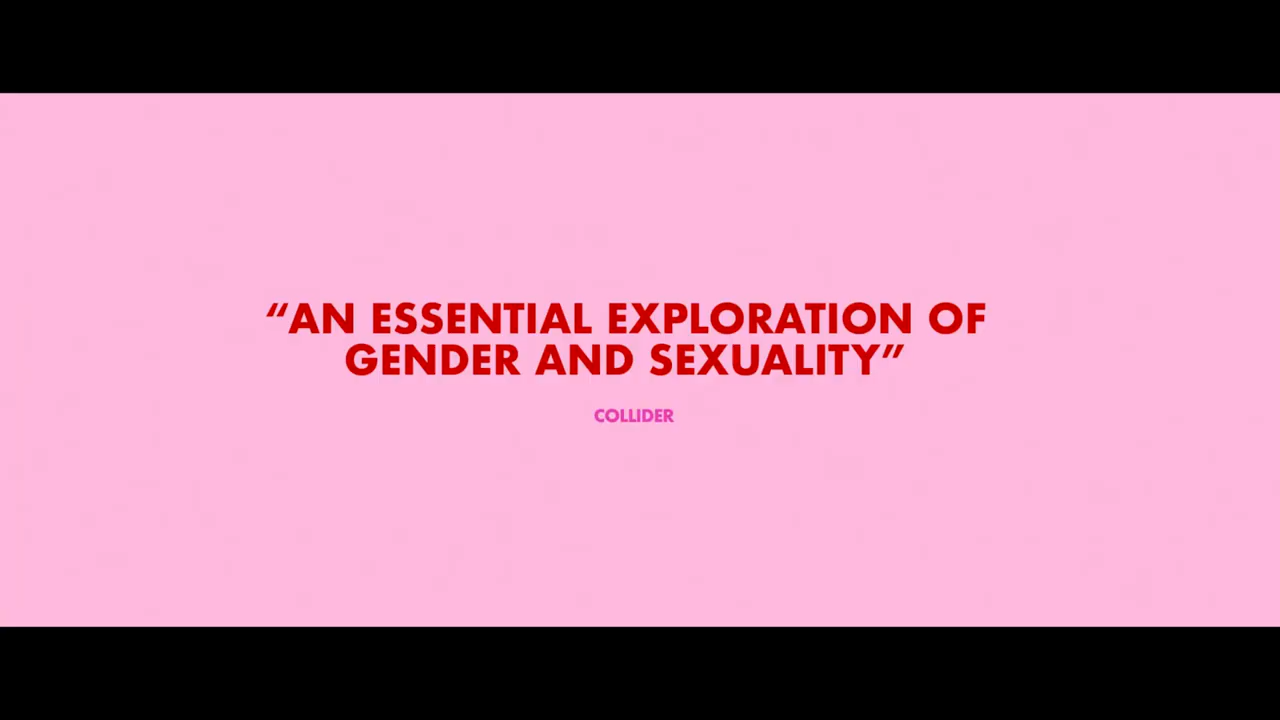 “AN ESSENTIAL EXPLORATION OF
GENDER AND SEXUALITY”
COLLIDER